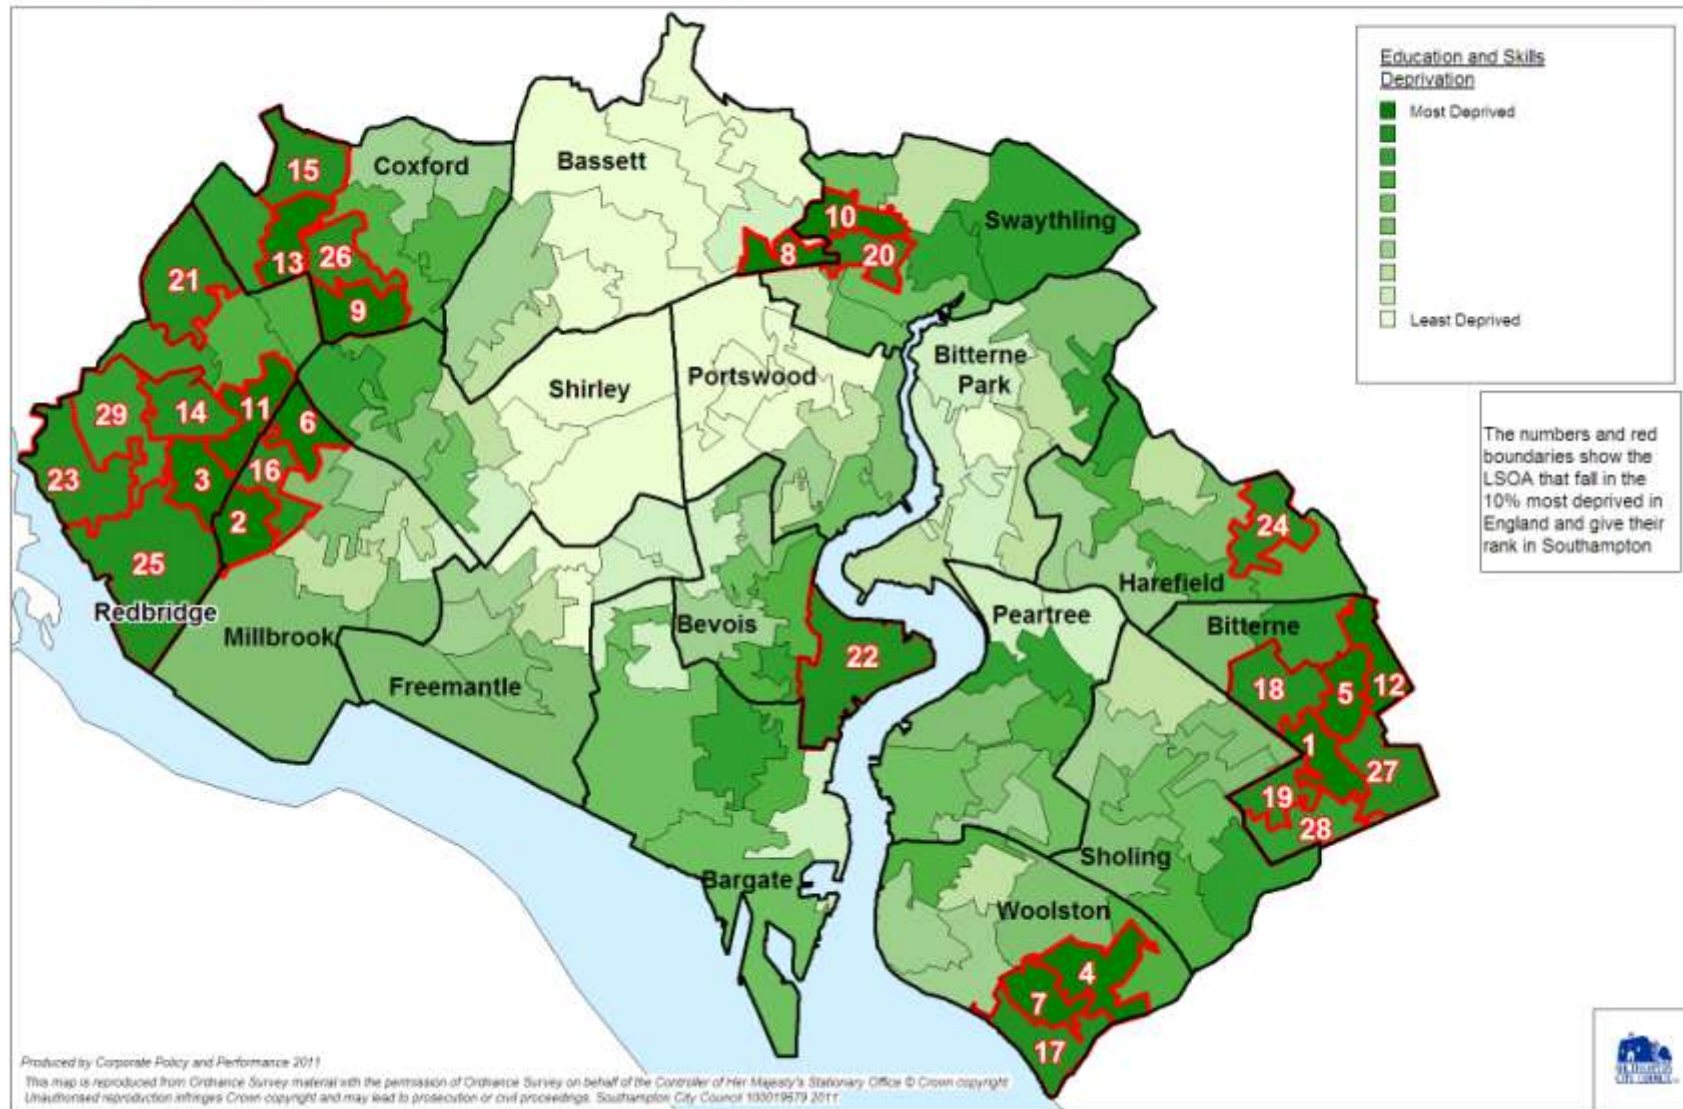 Education and Skills
Deprivation
Most Deprived
Least Deprived
The numbers and red
boundaries show the
LSOA that fall in the
10% most deprived in
England and give their
rank in Southampton
15
Coxford
Bassett
10
Swaythling
13
26
8
20
21
9
Bitterne
Park
Shirley
Portswood
29
14
11
6
23
3
16
2
24
25
Harefield
Redbridge
Millbrook
Bevois
Peartree
Bitterne
22
Freemantle
18
5
12
1
27
19
28
Sholing
Bargate
Woolston
4
7
17
Produced by Corporate Policy and Performance 2011
This map is reproduced from Ordnance Survey material with the permission of Ordnance Survey on behalf of the Controller of Her Majesty's Stationary Office © Crown copyright.
Unauthorised reproduction infringes Crown copyright and may lead to prosecution or civil proceedings. Southampton City Council 100019679 2011.
SOUTHAMPTON
CITY COUNCIL